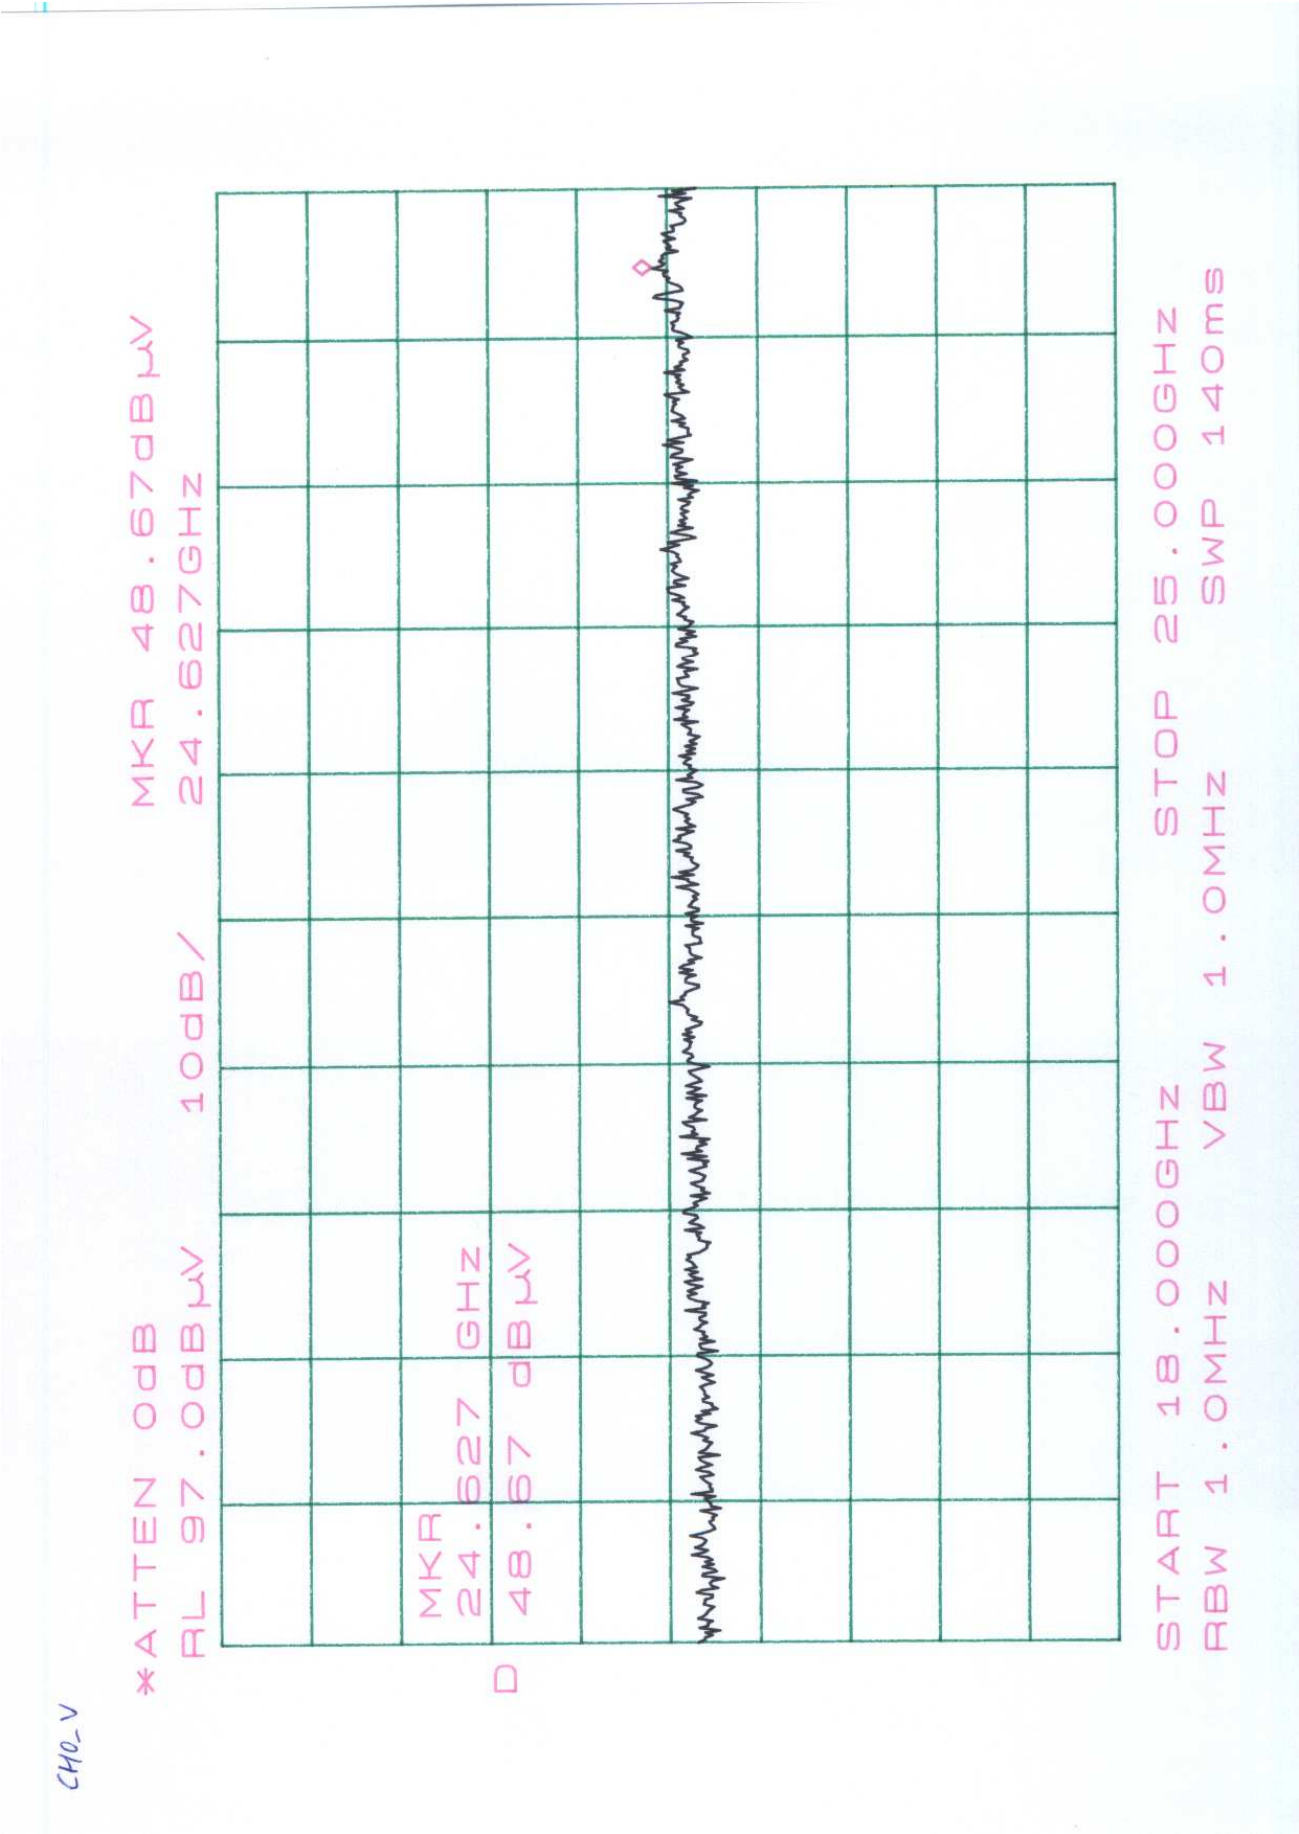 CH0_V
*ATTEN 0dB MKR 48.67dBµV
RL 97.0dBµV 10dB/ 24.627GHz
MKR
24.627 GHz
48.67 dBµV
D
START 18.000GHz STOP 25.000GHz
RBW 1.0MHz VBW 1.0MHz SWP 140ms